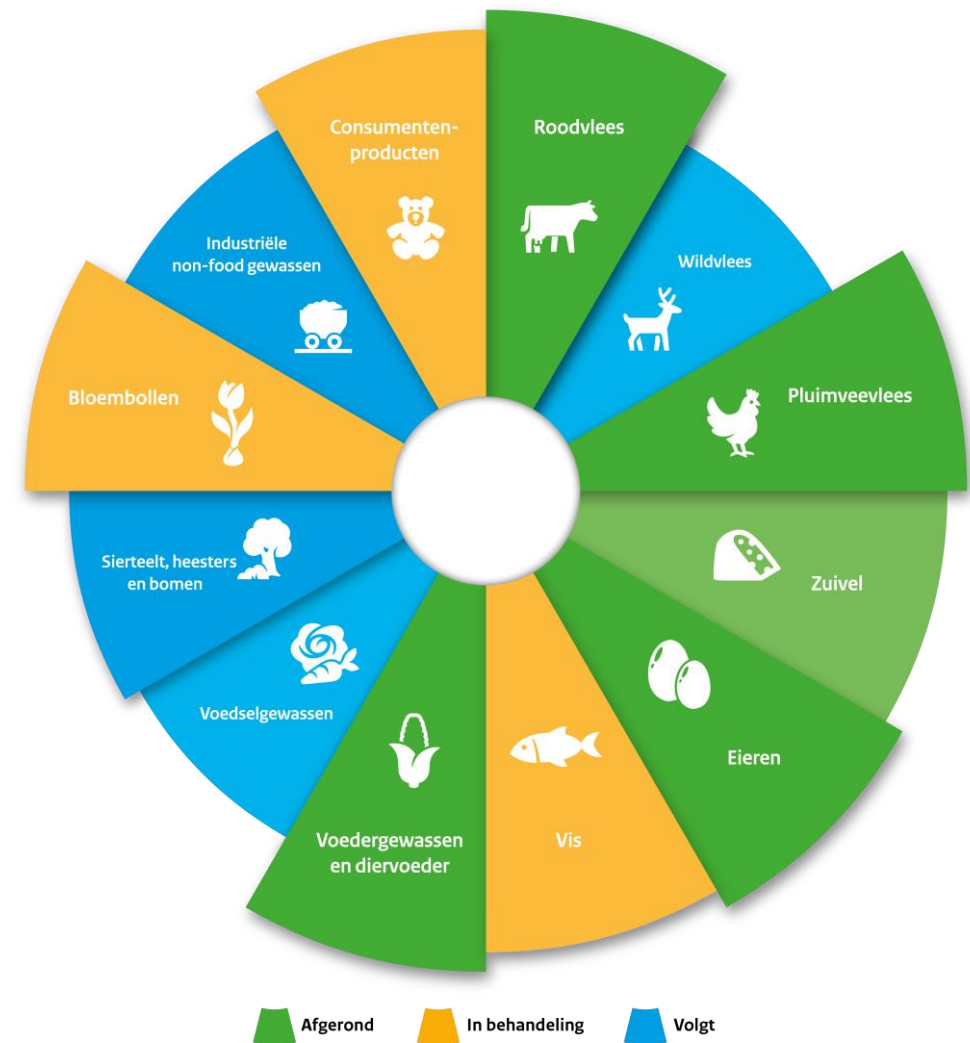 Consumenten-
producten
Roodvlees
Industriële
non-food gewassen
Wildvlees
Bloembollen
Pluimveevlees
Sierteelt, heesters
en bomen
Zuivel
Voedselgewassen
Eieren
Voedergewassen
en diervoeder
Vis
Afgerond
In behandeling
Volgt